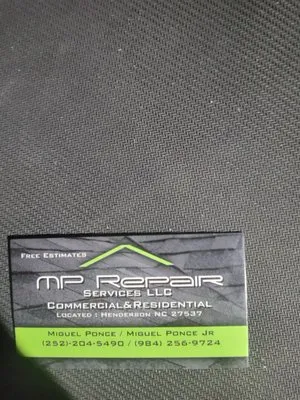 Free Estimates
MP Repair
Services LLC
Commercial&Residential
Located : Henderson NC 27537
Miguel Ponce / Miguel Ponce Jr
(252)-204-5490 / (984) 256-9724